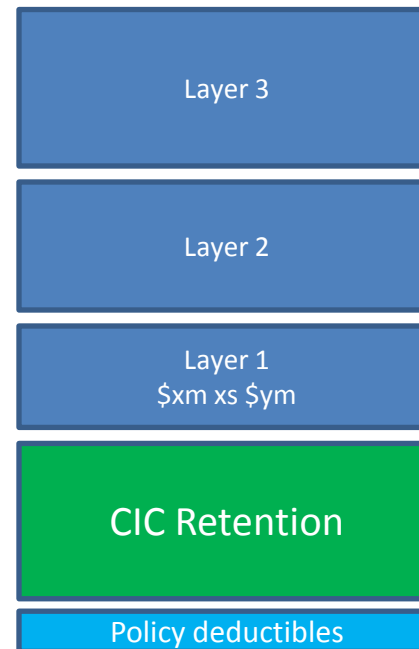 Layer 3
Layer 2
Layer 1
$xm xs $ym
CIC Retention
Policy deductibles